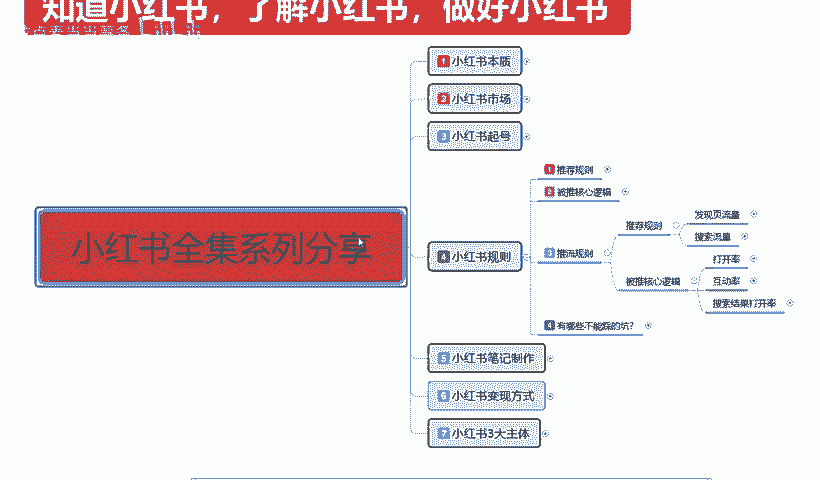 知道小红书，了解小红书，做好小红书
小红书全集系列分享
1 小红书本质
2 小红书市场
3 小红书起号
4 小红书规则
1 推荐规则
2 被推核心逻辑
3 推流规则
推荐规则
发现页流量
搜索流量
被推核心逻辑
打开率
互动率
搜索结果打开率
4 有哪些不能踩的坑？
5 小红书笔记制作
6 小红书变现方式
7 小红书3大主体